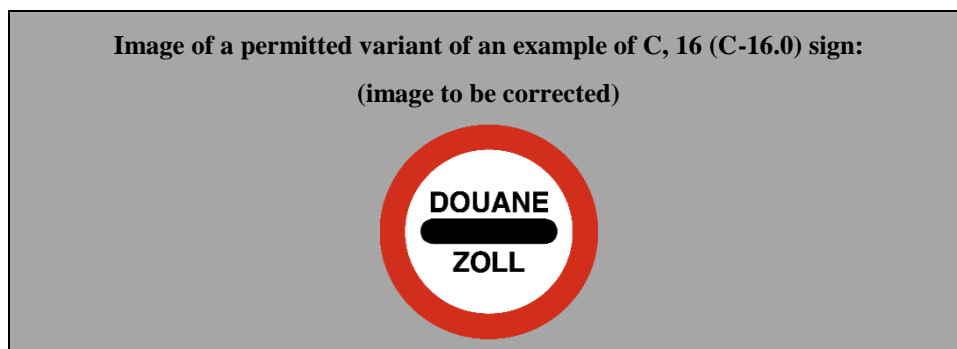 Image of a permitted variant of an example of C, 16 (C-16.0) sign:
(image to be corrected)
DOUANE
ZOLL